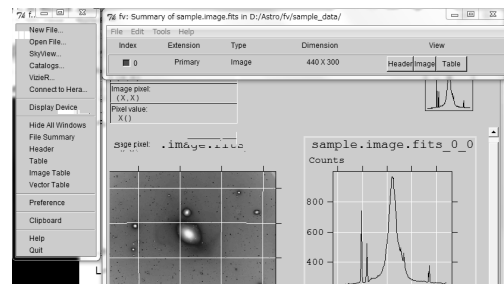 fv: Summary of sample.image.fits in D:/Astro/fv/sample_data/
File Edit Tools Help
Index Extension Type Dimension View
0 Primary Image 440 X 300 Header Image Table
New File...
Open File...
SkyView...
Catalogs...
VizieR...
Connect to Hera...
Display Device
Hide All Windows
File Summary
Header
Table
Image Table
Vector Table
Preference
Clipboard
Help
Quit
Image pixel:
(X,X)
Pixel value:
X()
.image.fits
sample.image.fits_0_0
Counts
800
600
400